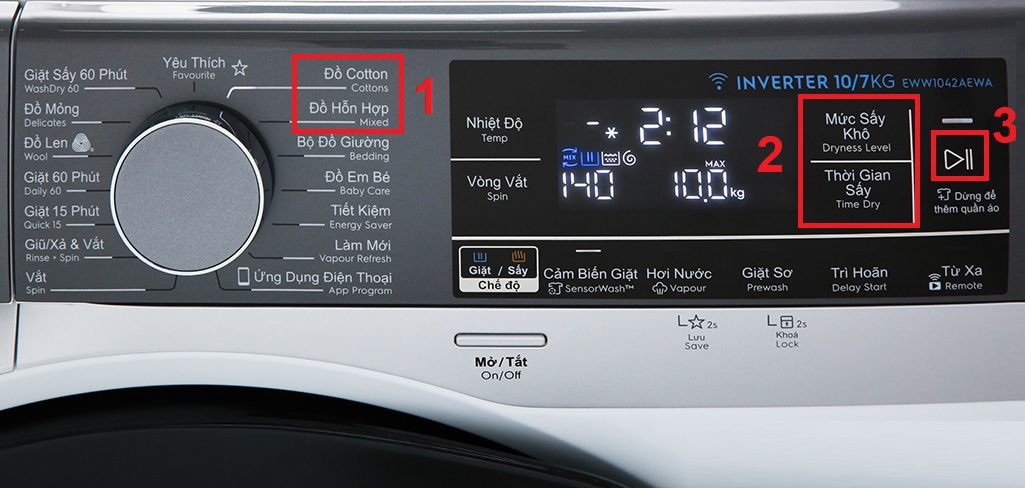 Yêu Thích
Favourite
Giặt Sấy 60 Phút
WashDry 60
Đồ Mỏng
Delicates
Đồ Len
Wool
Giặt 60 Phút
Daily 60
Giặt 15 Phút
Quick 15
Giũ/Xả & Vắt
Rinse + Spin
Vắt
Spin
Đồ Cotton
Cottons
Đồ Hỗn Hợp
Mixed
Bộ Đồ Giường
Bedding
Đồ Em Bé
Baby Care
Tiết Kiệm
Energy Saver
Làm Mới
Vapour Refresh
Ứng Dụng Điện Thoại
App Program
1
INVERTER 10/7KG EWW1042AEWA
Nhiệt Độ
Temp
Vòng Vắt
Spin
2:12
MIX
140
MAX
10.0 kg
2
Mức Sấy
Khô
Dryness Level
Thời Gian
Sấy
Time Dry
3
Dừng để
thêm quần áo
Giặt / Sấy
Chế độ
Cảm Biến Giặt
SensorWash™
Hơi Nước
Vapour
Giặt Sơ
Prewash
Trì Hoãn
Delay Start
Từ Xa
Remote
Mở/Tắt
On/Off
2s
Lưu
Save
2s
Khoá
Lock